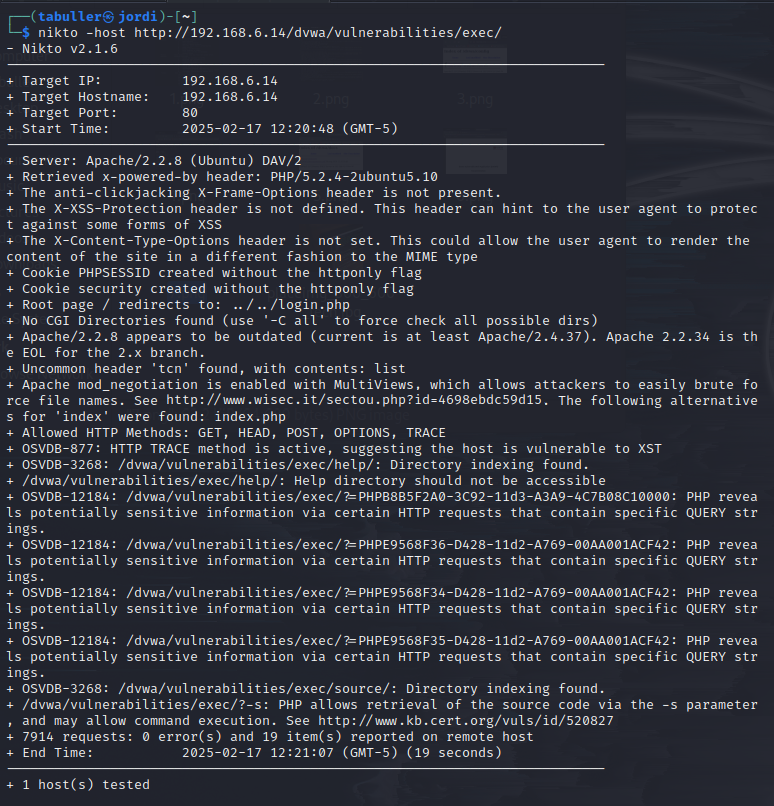 ┌──(tabuller㉿jordi)-[~]
└─$ nikto -host http://192.168.6.14/dvwa/vulnerabilities/exec/
- Nikto v2.1.6
---------------------------------------------------------------------------
+ Target IP:          192.168.6.14
+ Target Hostname:    192.168.6.14
+ Target Port:        80
+ Start Time:         2025-02-17 12:20:48 (GMT-5)
---------------------------------------------------------------------------
+ Server: Apache/2.2.8 (Ubuntu) DAV/2
+ Retrieved x-powered-by header: PHP/5.2.4-2ubuntu5.10
+ The anti-clickjacking X-Frame-Options header is not present.
+ The X-XSS-Protection header is not defined. This header can hint to the user agent to protec
t against some forms of XSS
+ The X-Content-Type-Options header is not set. This could allow the user agent to render the
content of the site in a different fashion to the MIME type
+ Cookie PHPSESSID created without the httponly flag
+ Cookie security created without the httponly flag
+ Root page / redirects to: ../../login.php
+ No CGI Directories found (use '-C all' to force check all possible dirs)
+ Apache/2.2.8 appears to be outdated (current is at least Apache/2.4.37). Apache 2.2.34 is th
e EOL for the 2.x branch.
+ Uncommon header 'tcn' found, with contents: list
+ Apache mod_negotiation is enabled with MultiViews, which allows attackers to easily brute fo
rce file names. See http://www.wisec.it/sectou.php?id=4698ebdc59d15. The following alternative
s for 'index' were found: index.php
+ Allowed HTTP Methods: GET, HEAD, POST, OPTIONS, TRACE
+ OSVDB-877: HTTP TRACE method is active, suggesting the host is vulnerable to XST
+ OSVDB-3268: /dvwa/vulnerabilities/exec/help/: Directory indexing found.
+ /dvwa/vulnerabilities/exec/help/: Help directory should not be accessible
+ OSVDB-12184: /dvwa/vulnerabilities/exec/?=PHPB8B5F2A0-3C92-11d3-A3A9-4C7B08C10000: PHP revea
ls potentially sensitive information via certain HTTP requests that contain specific QUERY str
ings.
+ OSVDB-12184: /dvwa/vulnerabilities/exec/?=PHPE9568F36-D428-11d2-A769-00AA001ACF42: PHP revea
ls potentially sensitive information via certain HTTP requests that contain specific QUERY str
ings.
+ OSVDB-12184: /dvwa/vulnerabilities/exec/?=PHPE9568F34-D428-11d2-A769-00AA001ACF42: PHP revea
ls potentially sensitive information via certain HTTP requests that contain specific QUERY str
ings.
+ OSVDB-12184: /dvwa/vulnerabilities/exec/?=PHPE9568F35-D428-11d2-A769-00AA001ACF42: PHP revea
ls potentially sensitive information via certain HTTP requests that contain specific QUERY str
ings.
+ OSVDB-3268: /dvwa/vulnerabilities/exec/source/: Directory indexing found.
+ /dvwa/vulnerabilities/exec/?-s: PHP allows retrieval of the source code via the -s parameter
, and may allow command execution. See http://www.kb.cert.org/vuls/id/520827
+ 7914 requests: 0 error(s) and 19 item(s) reported on remote host
+ End Time:           2025-02-17 12:21:07 (GMT-5) (19 seconds)
---------------------------------------------------------------------------
+ 1 host(s) tested
2.png
3.png